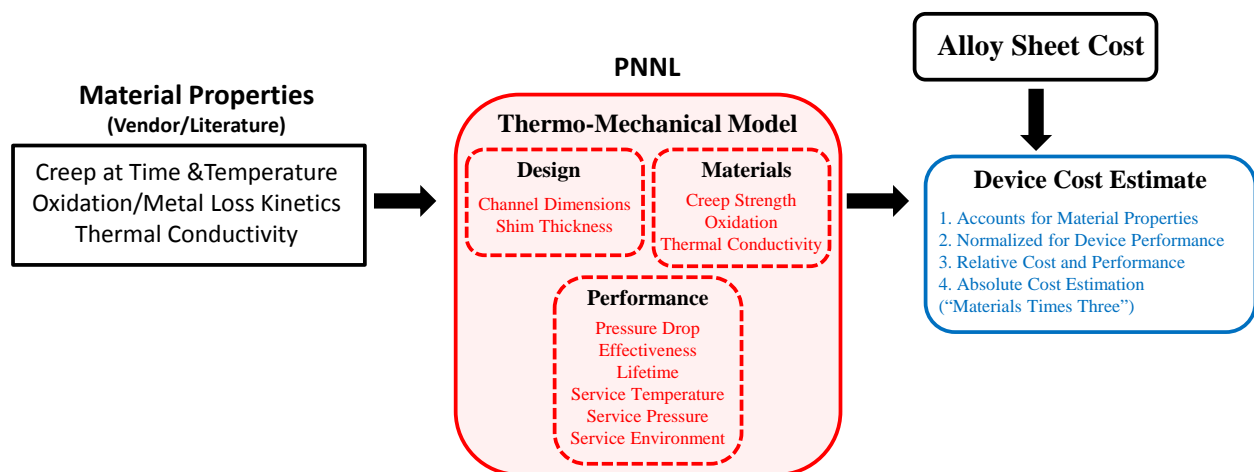 Material Properties
(Vendor/Literature)
Creep at Time &Temperature
Oxidation/Metal Loss Kinetics
Thermal Conductivity
PNNL
Thermo-Mechanical Model
Design
Channel Dimensions
Shim Thickness
Materials
Creep Strength
Oxidation
Thermal Conductivity
Performance
Pressure Drop
Effectiveness
Lifetime
Service Temperature
Service Pressure
Service Environment
Alloy Sheet Cost
Device Cost Estimate
1. Accounts for Material Properties
2. Normalized for Device Performance
3. Relative Cost and Performance
4. Absolute Cost Estimation
(“Materials Times Three”)